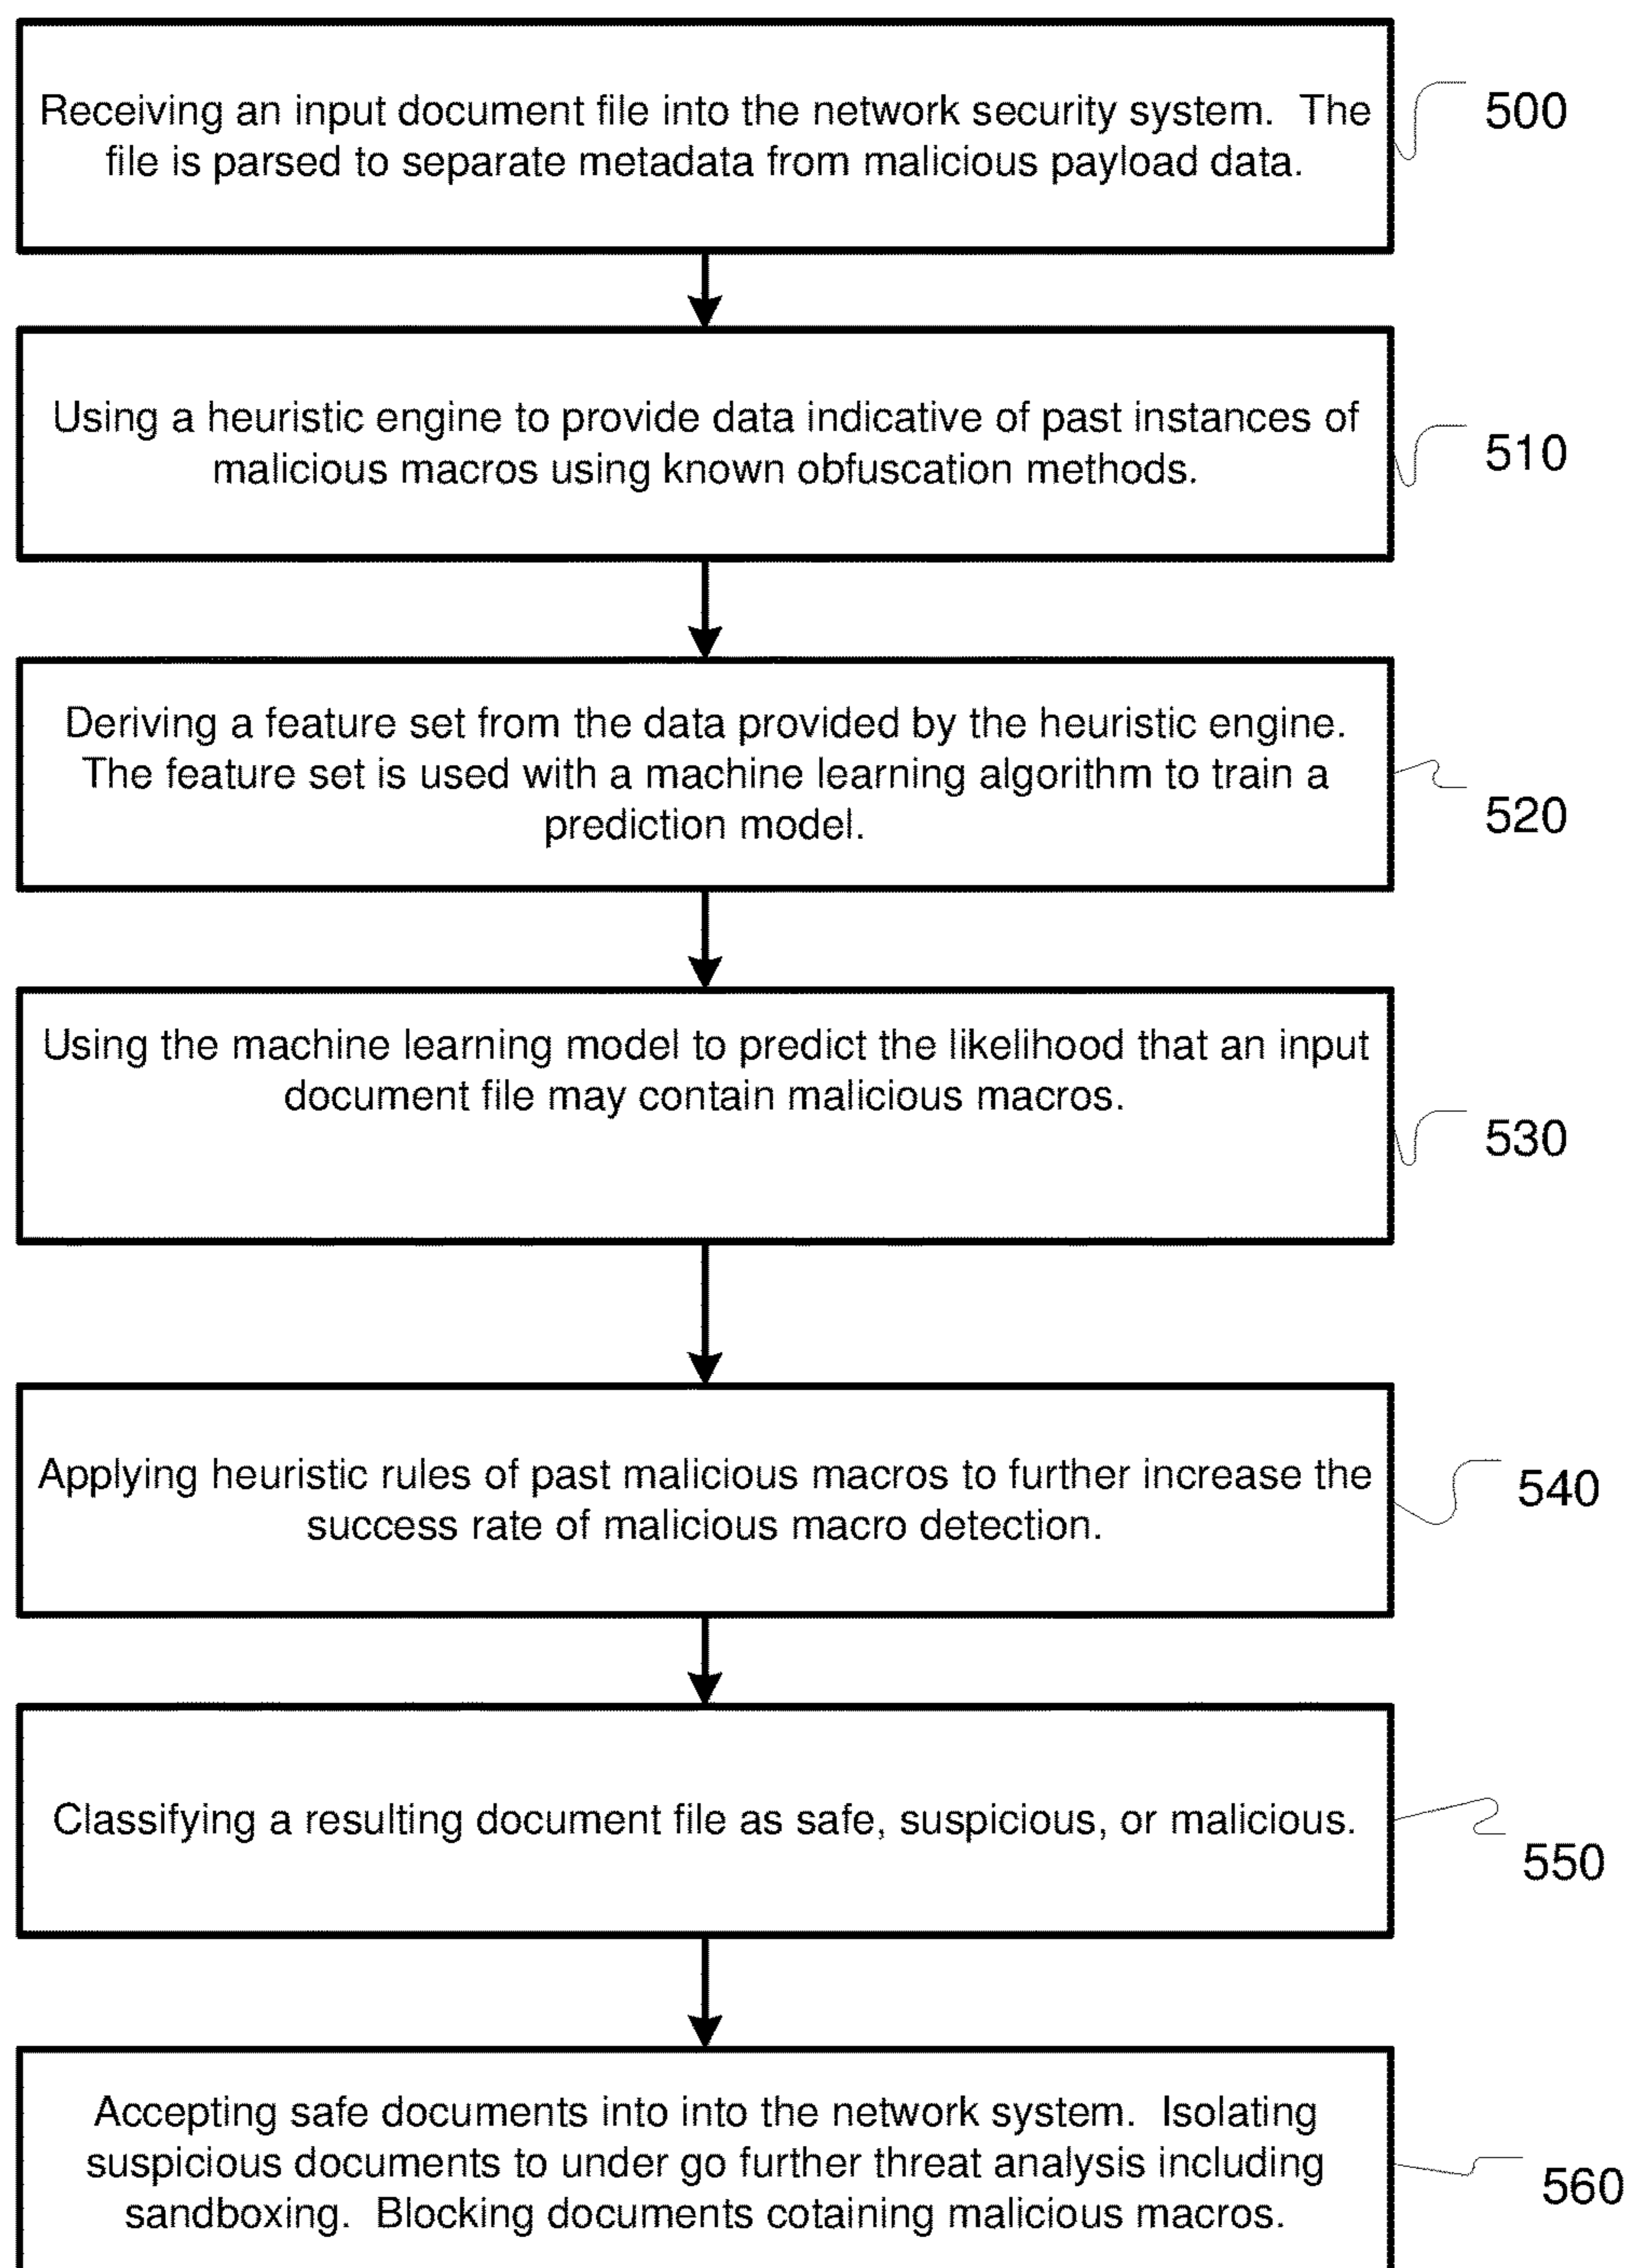 Receiving an input document file into the network security system.  The
file is parsed to separate metadata from malicious payload data.
500
Using a heuristic engine to provide data indicative of past instances of
malicious macros using known obfuscation methods.
510
Deriving a feature set from the data provided by the heuristic engine.
The feature set is used with a machine learning algorithm to train a
prediction model.
520
Using the machine learning model to predict the likelihood that an input
document file may contain malicious macros.
530
Applying heuristic rules of past malicious macros to further increase the
success rate of malicious macro detection.
540
Classifying a resulting document file as safe, suspicious, or malicious.
550
Accepting safe documents into into the network system.  Isolating
suspicious documents to under go further threat analysis including
sandboxing.  Blocking documents cotaining malicious macros.
560